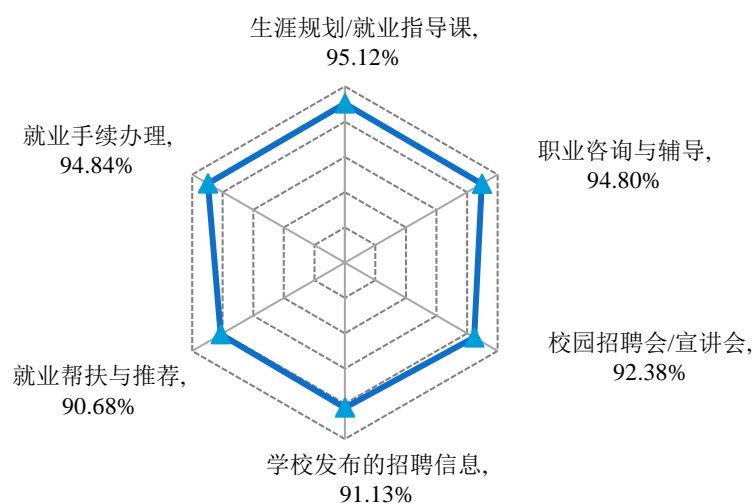 生涯规划/就业指导课,
95.12%
职业咨询与辅导,
94.80%
校园招聘会/宣讲会,
92.38%
学校发布的招聘信息,
91.13%
就业帮扶与推荐,
90.68%
就业手续办理,
94.84%